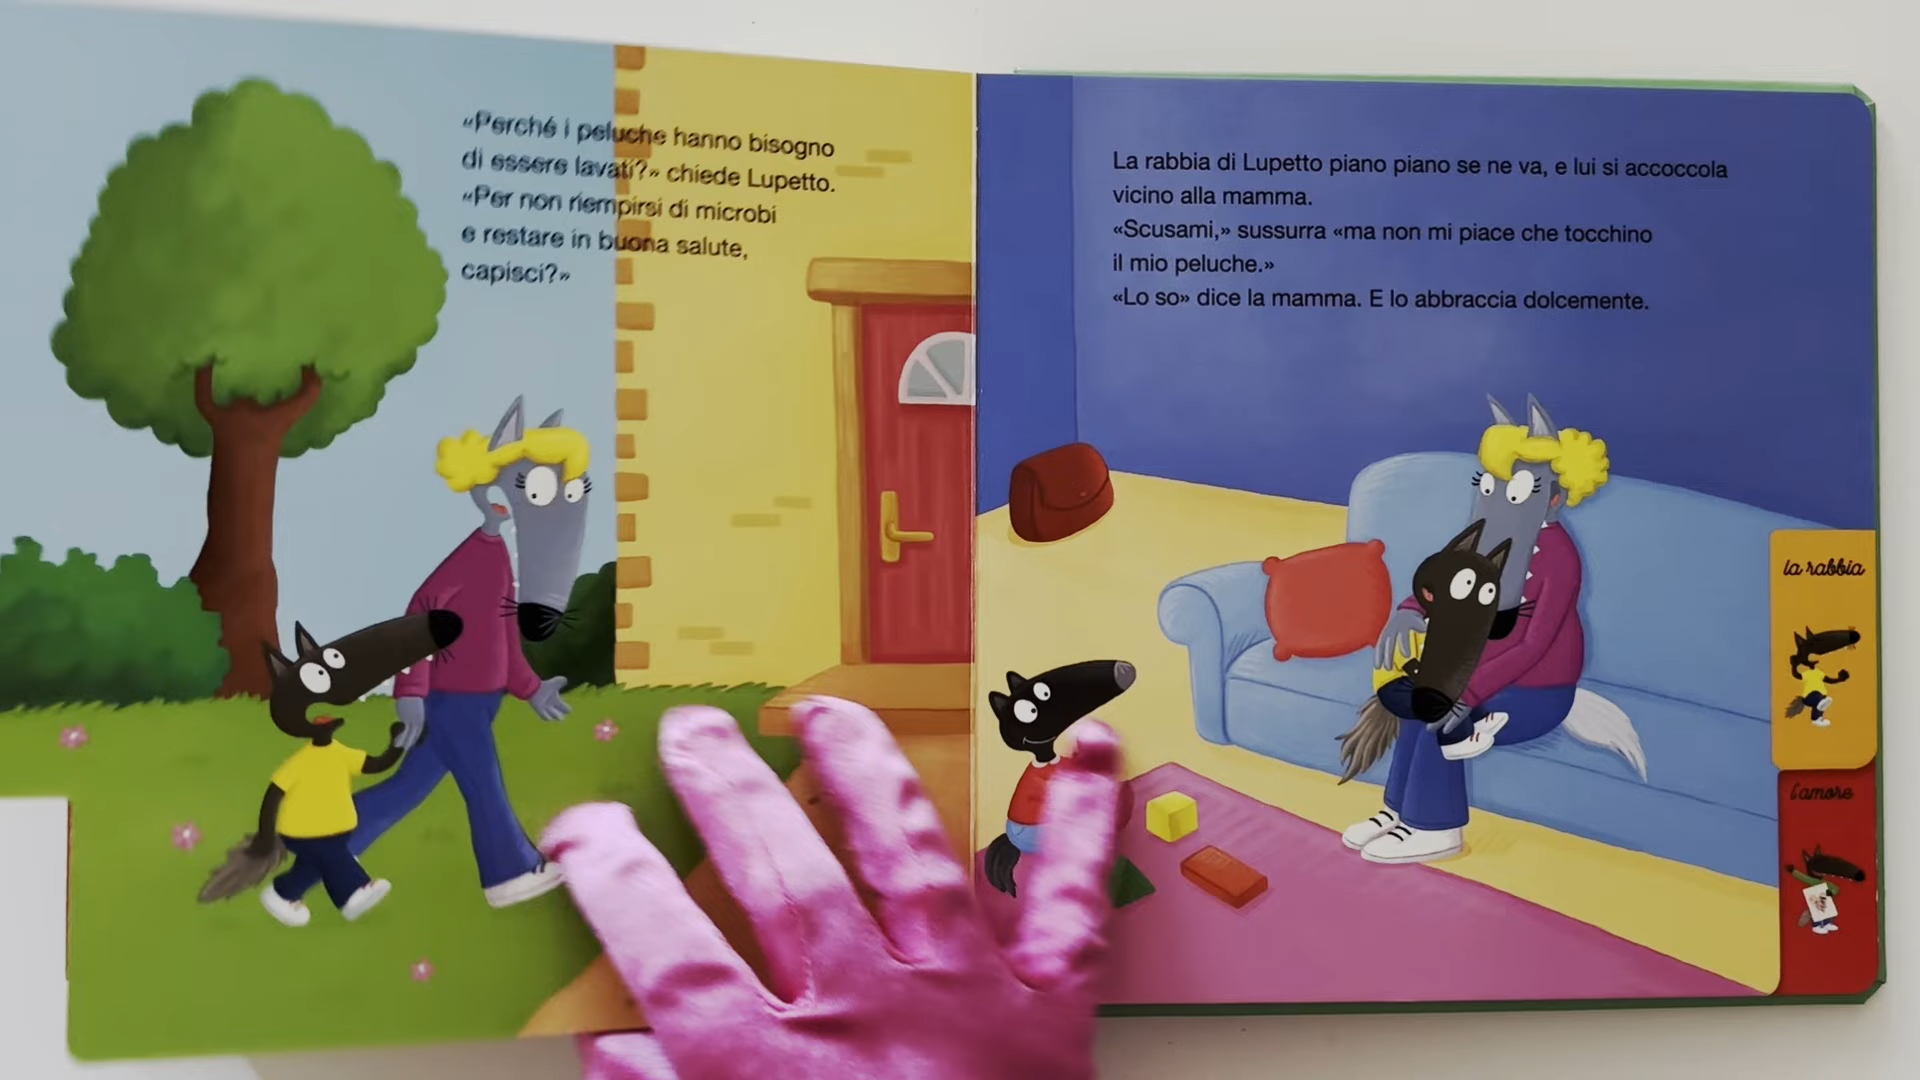 «Perché i peluche hanno bisogno
di essere lavati?» chiede Lupetto.
«Per non riempirsi di microbi
e restare in buona salute,
capisci?»
La rabbia di Lupetto piano piano se ne va, e lui si accoccola
vicino alla mamma.
«Scusami,» sussurra «ma non mi piace che tocchino
il mio peluche.»
«Lo so» dice la mamma. E lo abbraccia dolcemente.
la rabbia
l'amore